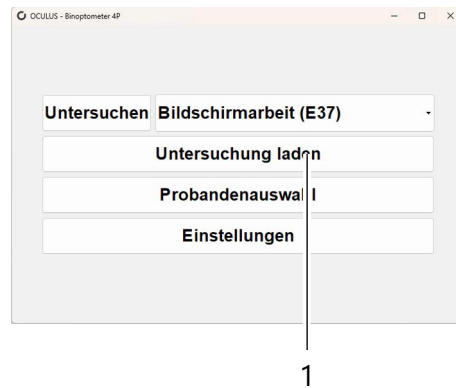 OCULUS - Binoptometer 4P
Untersuchen Bildschirmarbeit (E37)
Untersuchung laden
Probandenauswahl
Einstellungen
1